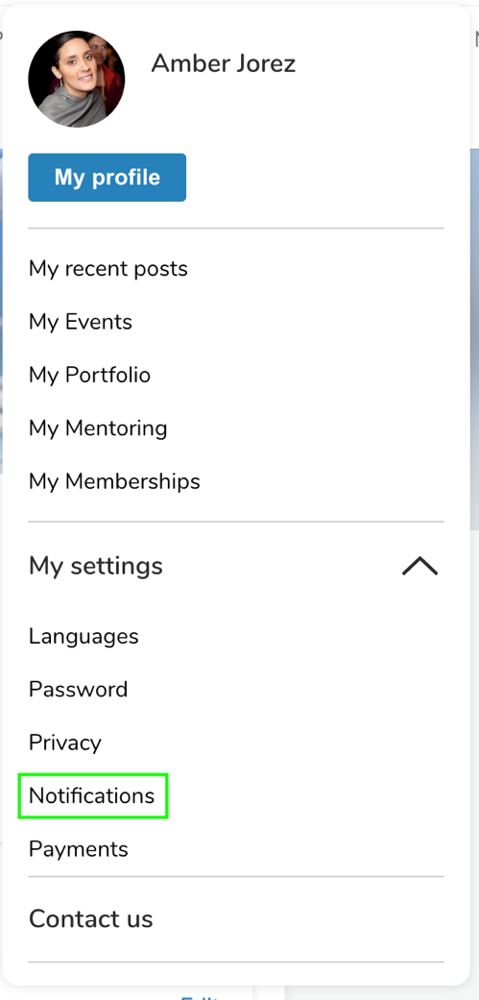 Amber Jorez
My profile
My recent posts
My Events
My Portfolio
My Mentoring
My Memberships
My settings
Languages
Password
Privacy
Notifications
Payments
Contact us